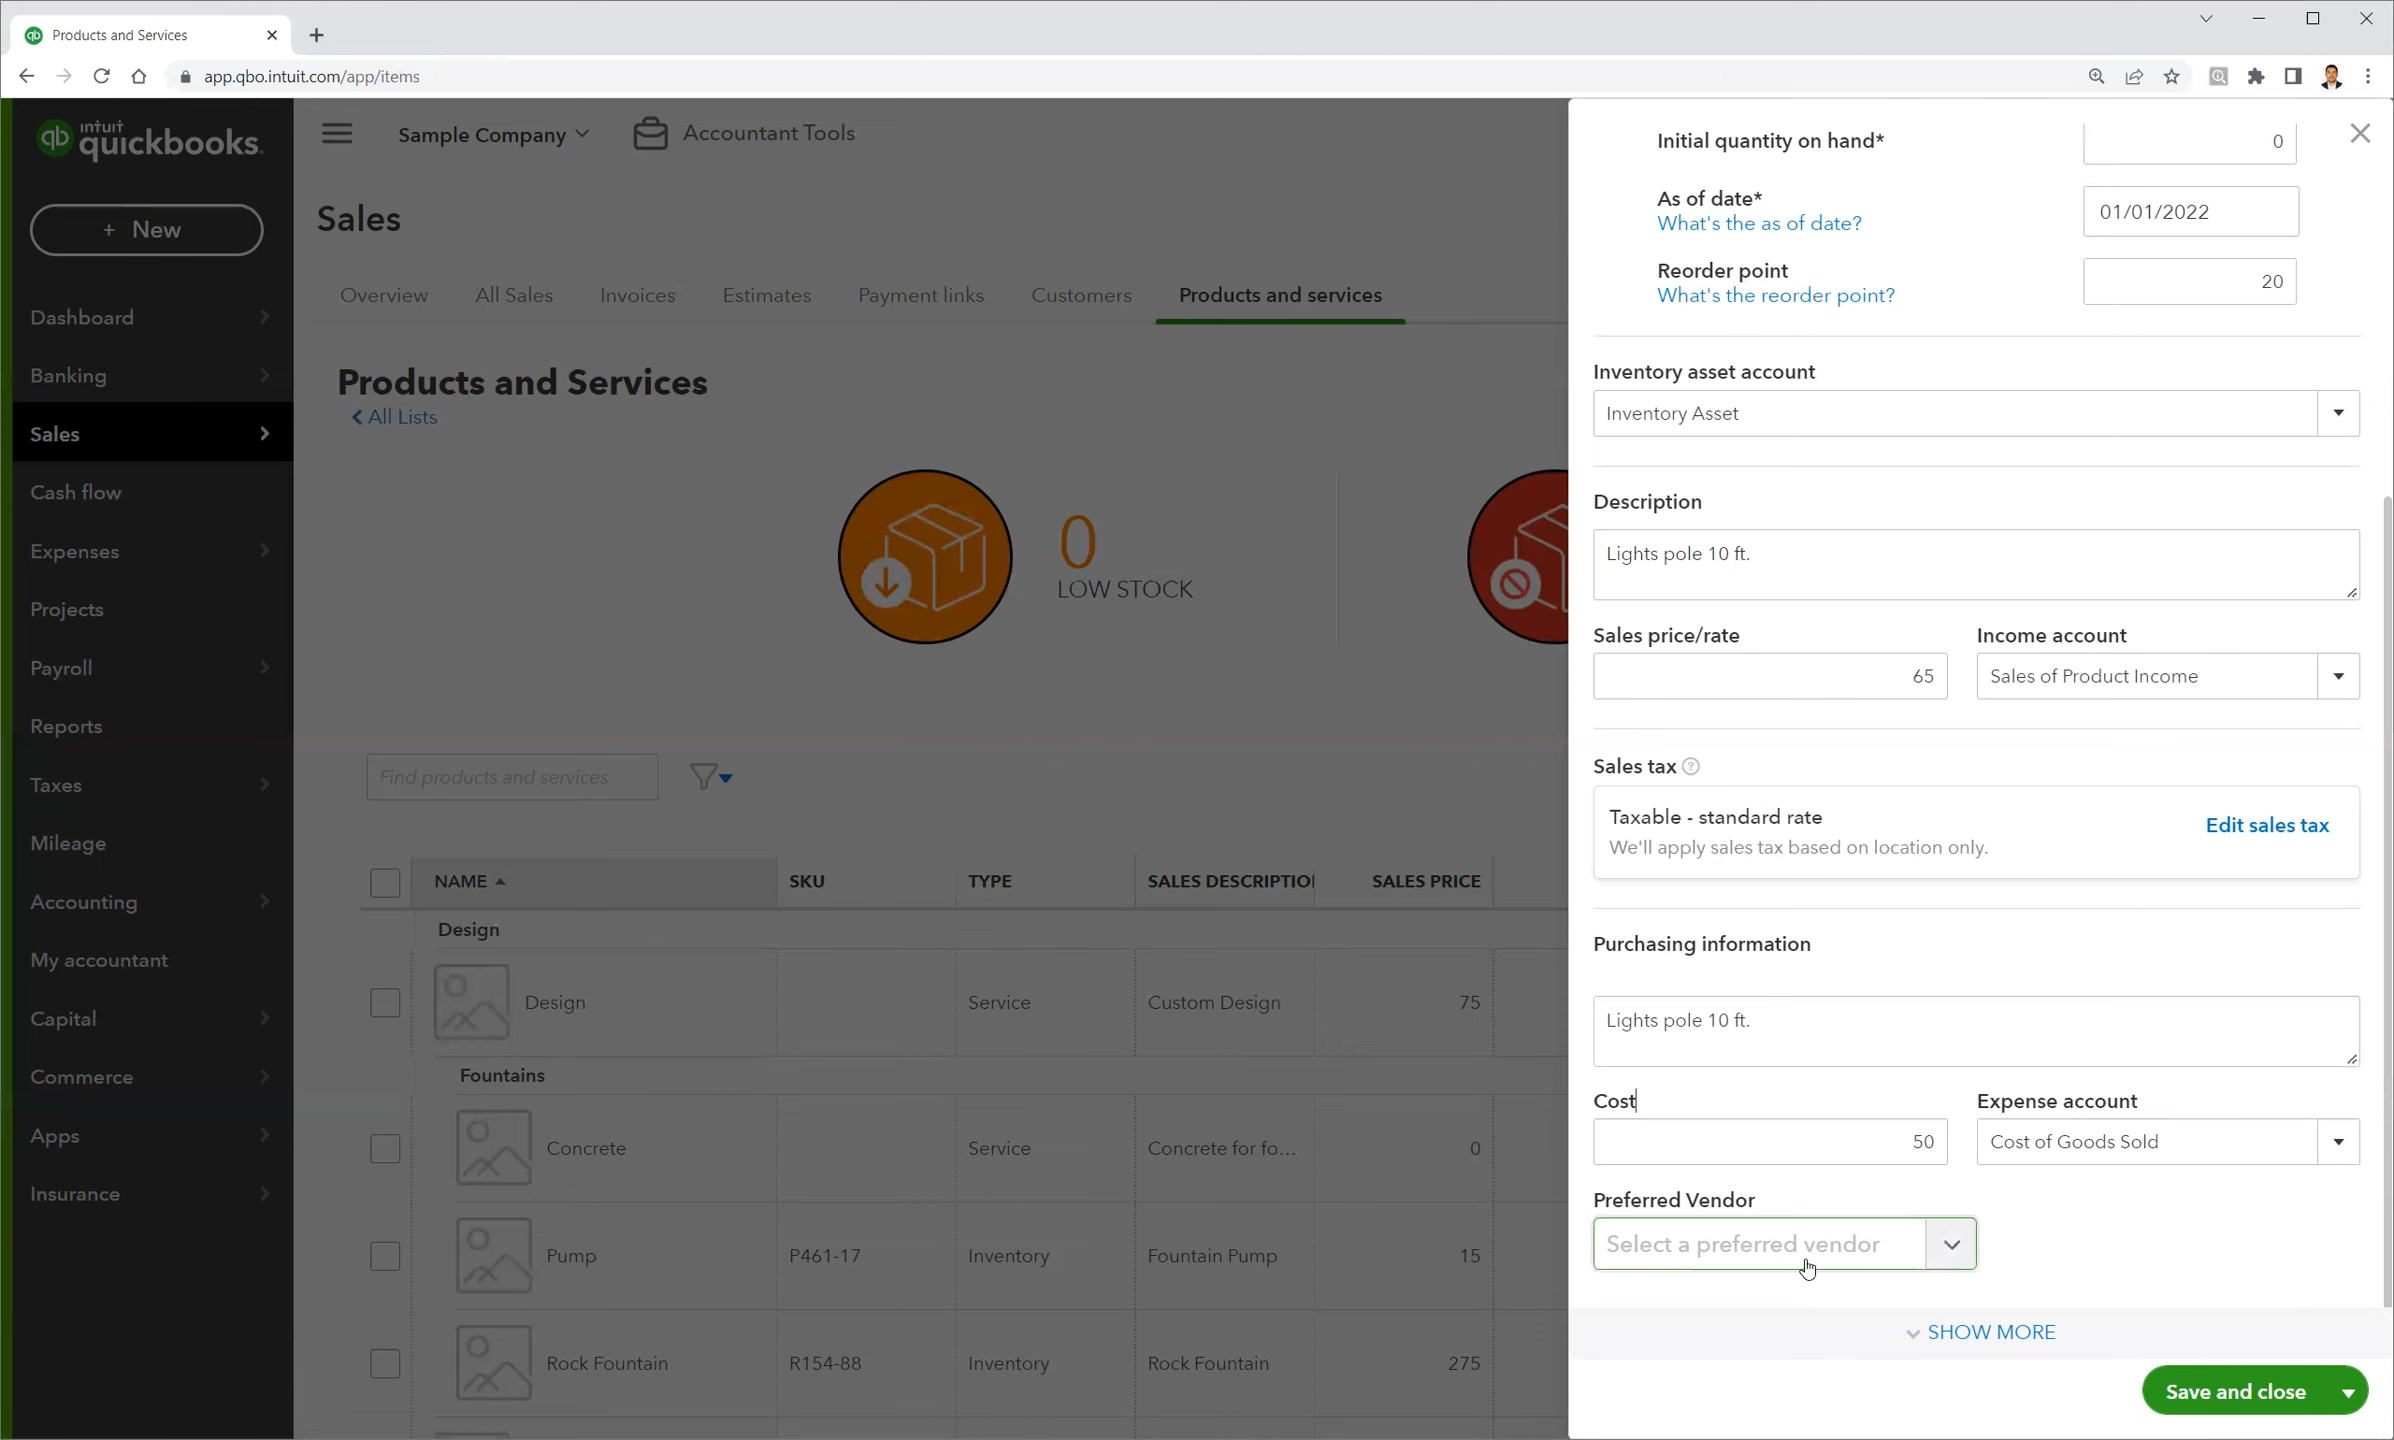 Products and Services
app.qbo.intuit.com/app/items
intuit
quickbooks.
qb
+ New
Dashboard
Banking
Sales
Cash flow
Expenses
Projects
Payroll
Reports
Taxes
Mileage
Accounting
My accountant
Capital
Commerce
Apps
Insurance
Sample Company
Accountant Tools
Sales
Overview
All Sales
Invoices
Estimates
Payment links
Customers
Products and services
Products and Services
All Lists
0
LOW STOCK
Find products and services
NAME SKU TYPE SALES DESCRIPTIO SALES PRICE
Design
Design Service Custom Design 75
Fountains
Concrete Service Concrete for fo... 0
Pump P461-17 Inventory Fountain Pump 15
Rock Fountain R154-88 Inventory Rock Fountain 275
Initial quantity on hand* 0
As of date* 01/01/2022
What's the as of date?
Reorder point 20
What's the reorder point?
Inventory asset account
Inventory Asset
Description
Lights pole 10 ft.
Sales price/rate Income account
65 Sales of Product Income
Sales tax ?
Taxable - standard rate
We'll apply sales tax based on location only.
Edit sales tax
Purchasing information
Lights pole 10 ft.
Cost Expense account
50 Cost of Goods Sold
Preferred Vendor
Select a preferred vendor
SHOW MORE
Save and close